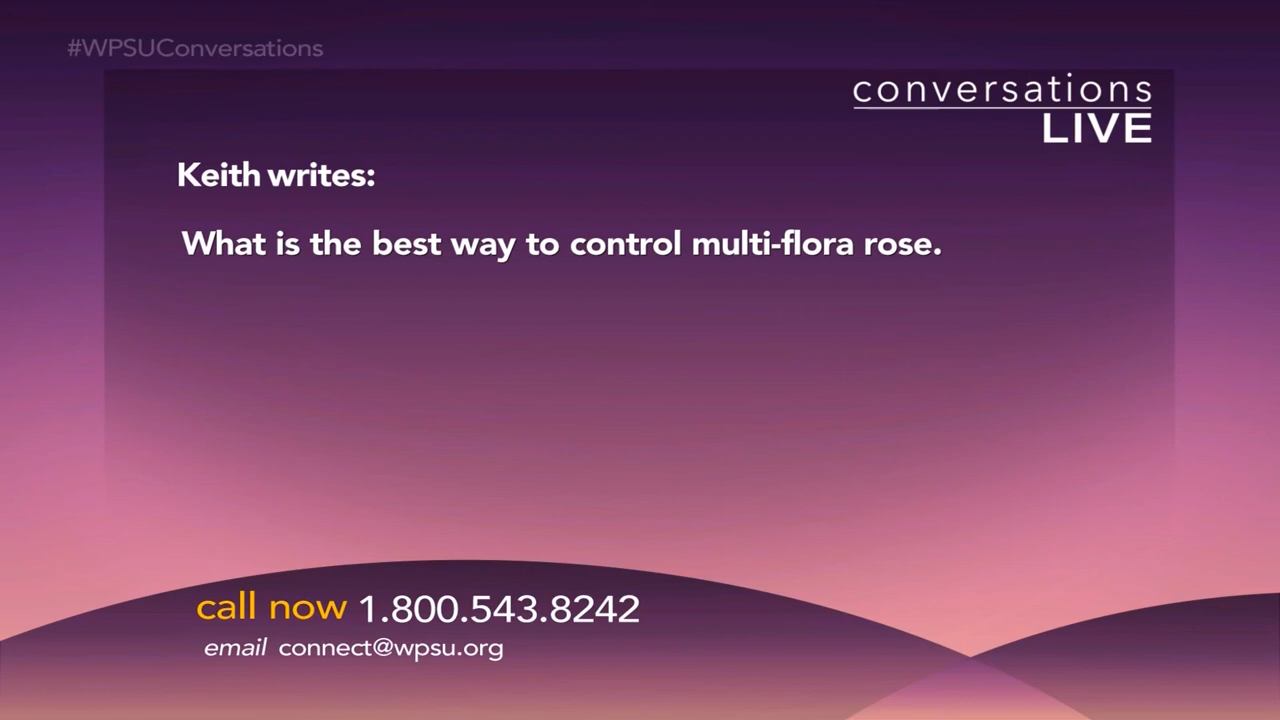 #WPSUConversations
conversations
LIVE
Keith writes:
What is the best way to control multi-flora rose.
call now 1.800.543.8242
email connect@wpsu.org